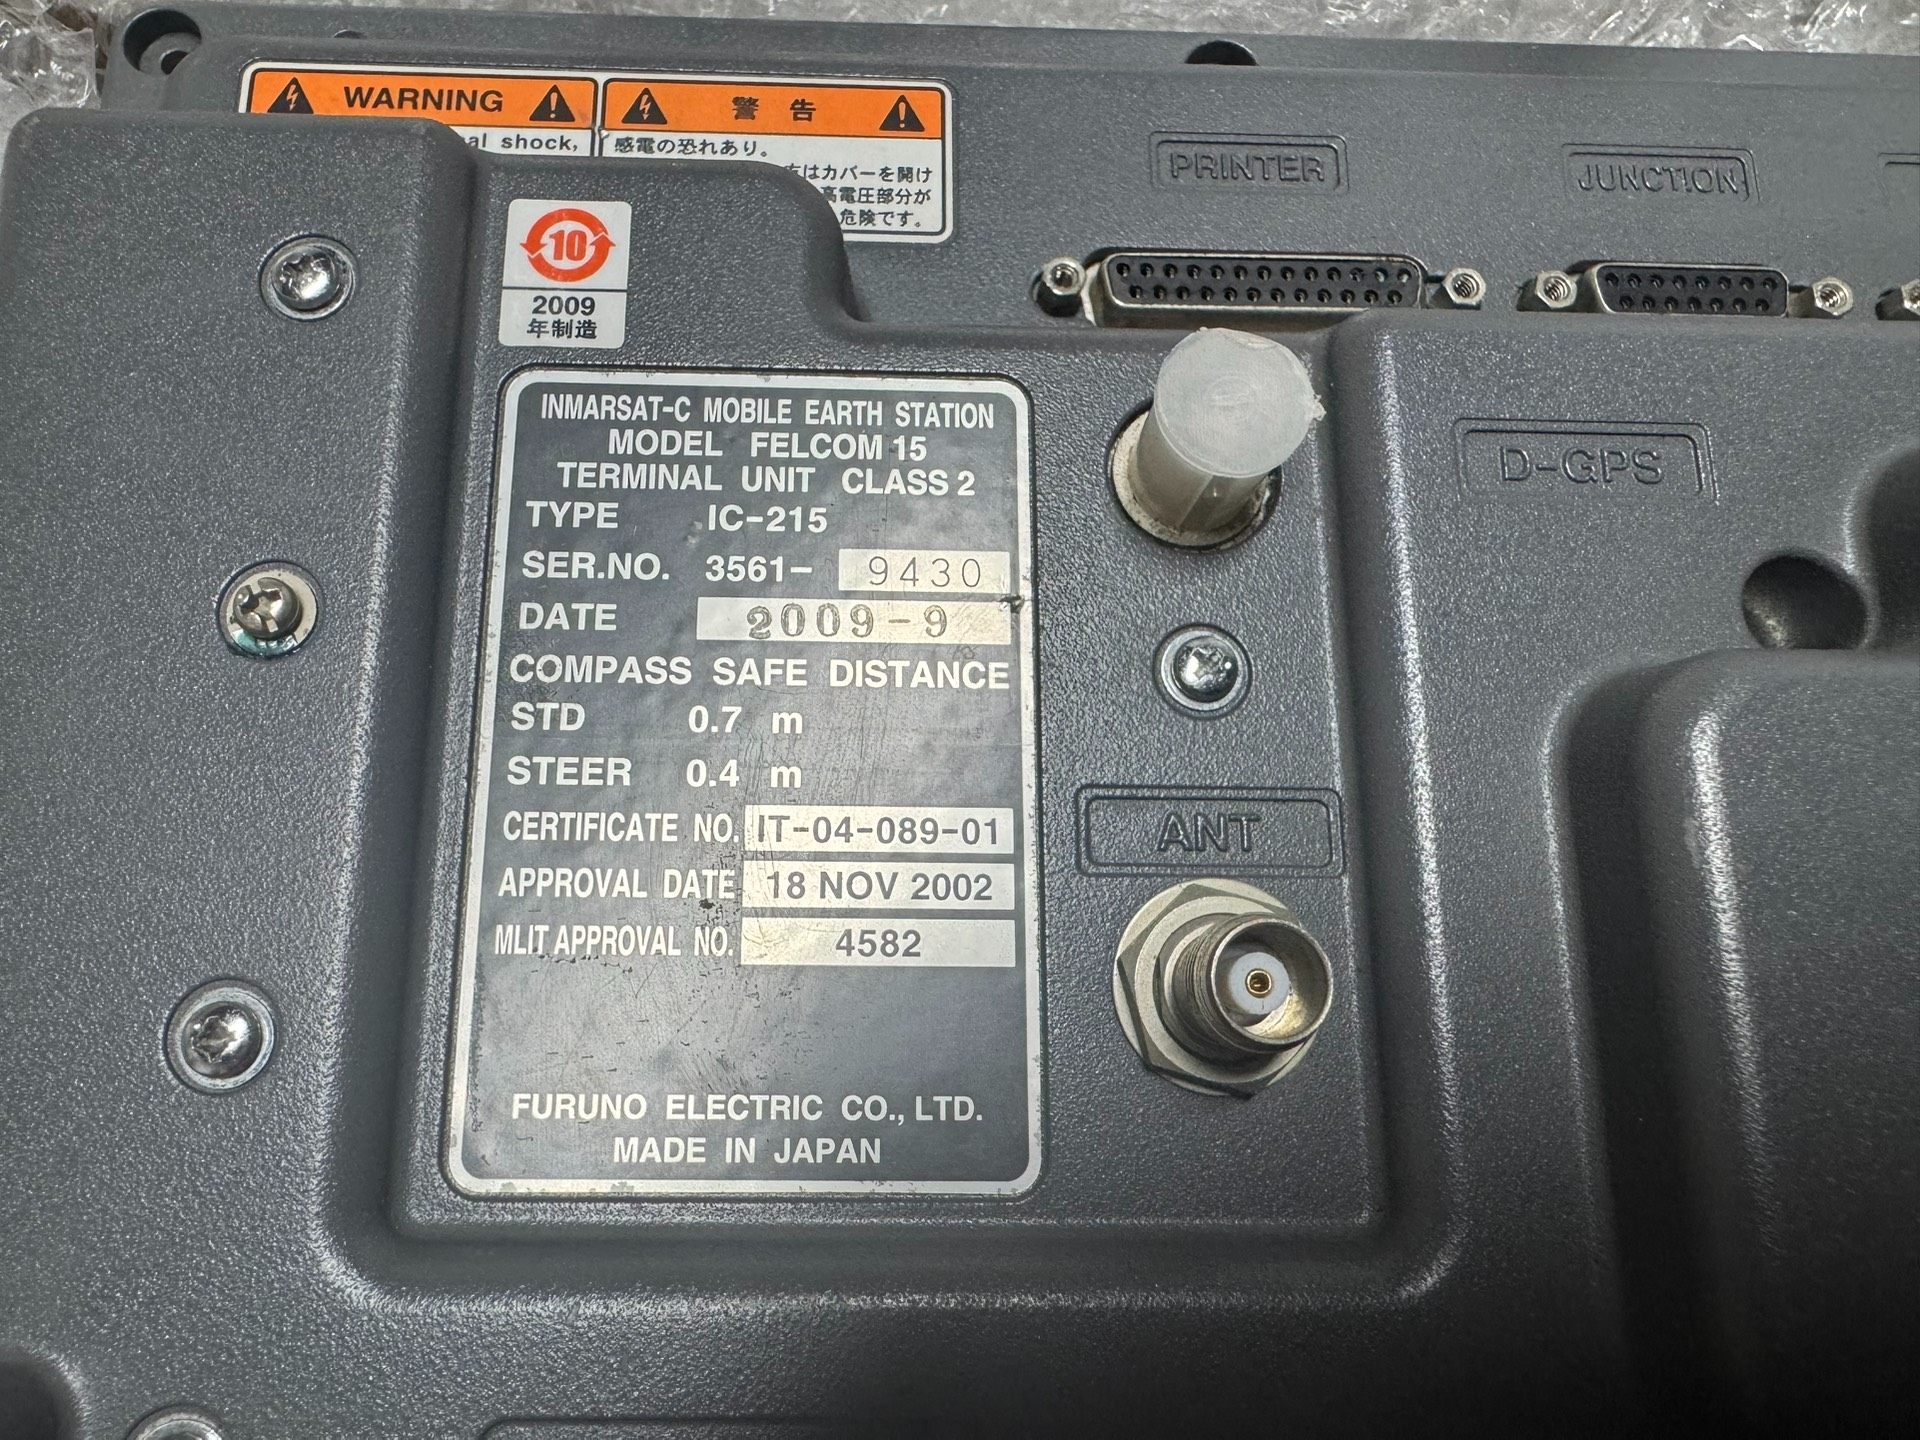 WARNING
al shock,
警告
感電の恐れあり。
はカバーを開け
高電圧部分が
危険です。
PRINTER
JUNCTION
10
2009
年制造
INMARSAT-C MOBILE EARTH STATION
MODEL FELCOM 15
TERMINAL UNIT CLASS 2
TYPE IC-215
SER.NO. 3561- 9430
DATE 2009-9
COMPASS SAFE DISTANCE
STD 0.7 m
STEER 0.4 m
CERTIFICATE NO. IT-04-089-01
APPROVAL DATE 18 NOV 2002
MLIT APPROVAL NO. 4582
FURUNO ELECTRIC CO., LTD.
MADE IN JAPAN
D-GPS
ANT